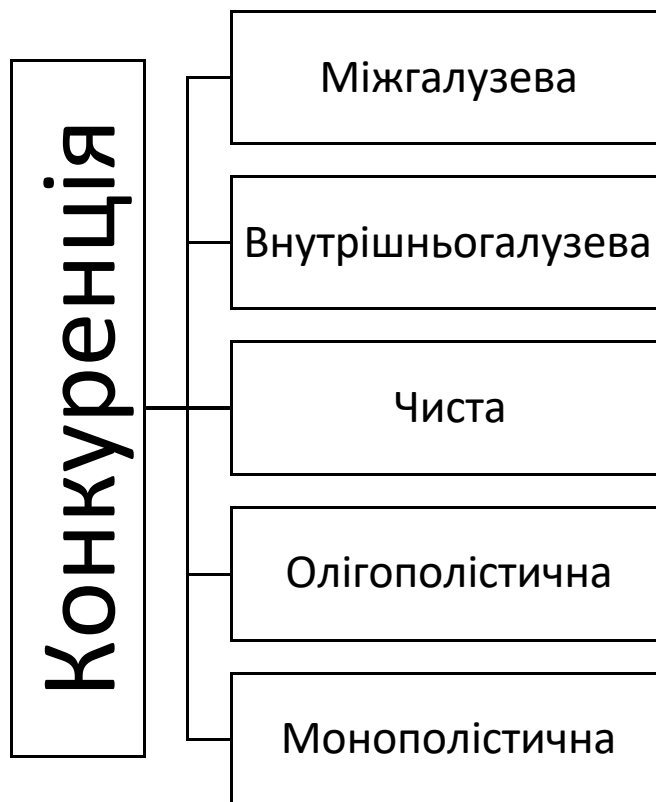 Конкуренція
Міжгалузева
Внутрішньогалузева
Чиста
Олігополістична
Монополістична